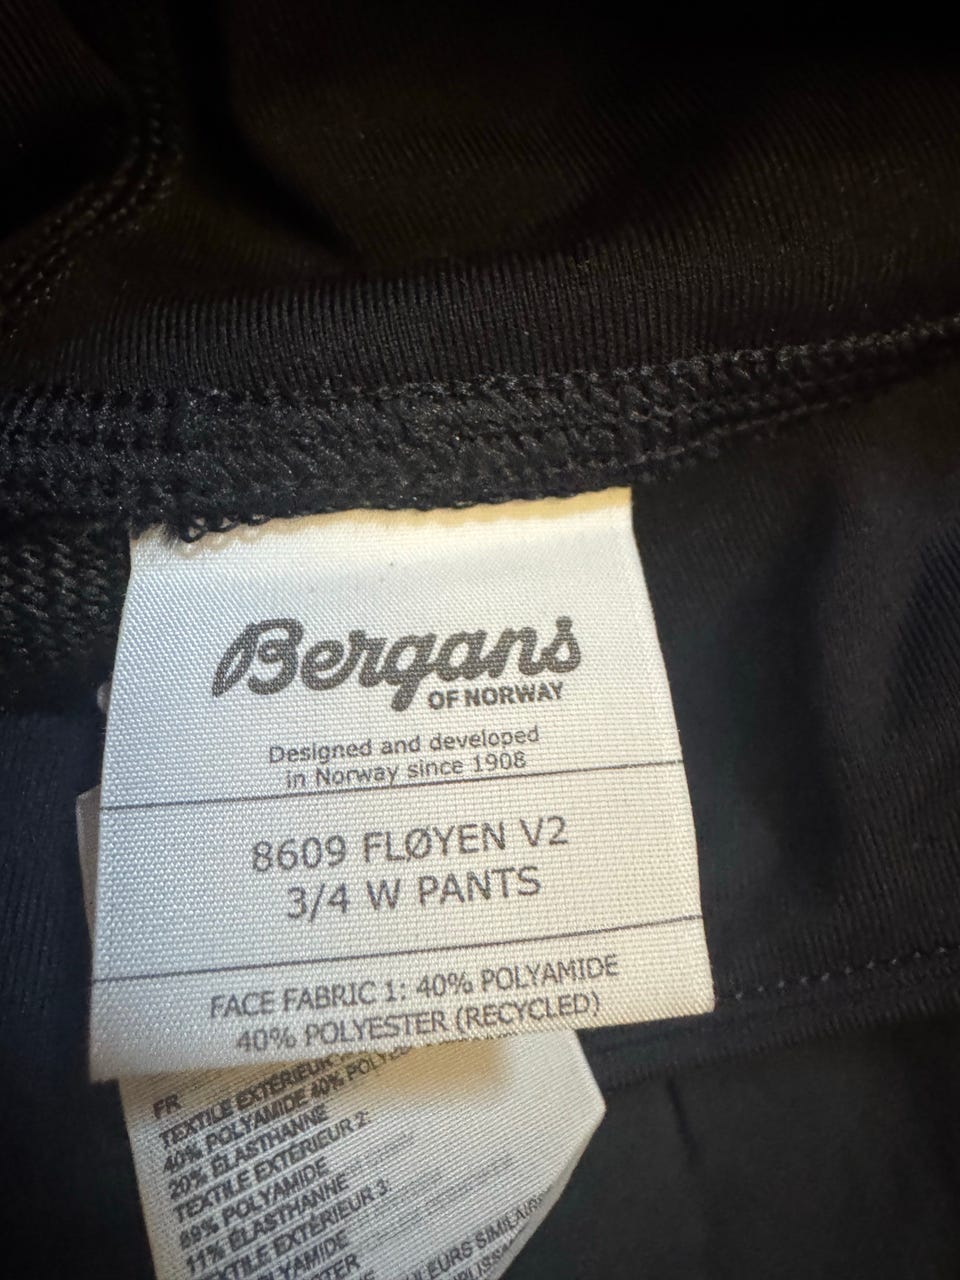 Bergans
OF NORWAY
Designed and developed
in Norway since 1908
8609 FLØYEN V2
3/4 W PANTS
FACE FABRIC 1: 40% POLYAMIDE
40% POLYESTER (RECYCLED)
FR
TEXTILE EXTÉRIEUR
40% POLYAMIDE 40%
20% ÉLASTHANNE
TEXTILE EXTÉRIEUR 2:
89% POLYAMIDE
11% ÉLASTHANNE
TEXTILE EXTÉRIEUR 3: